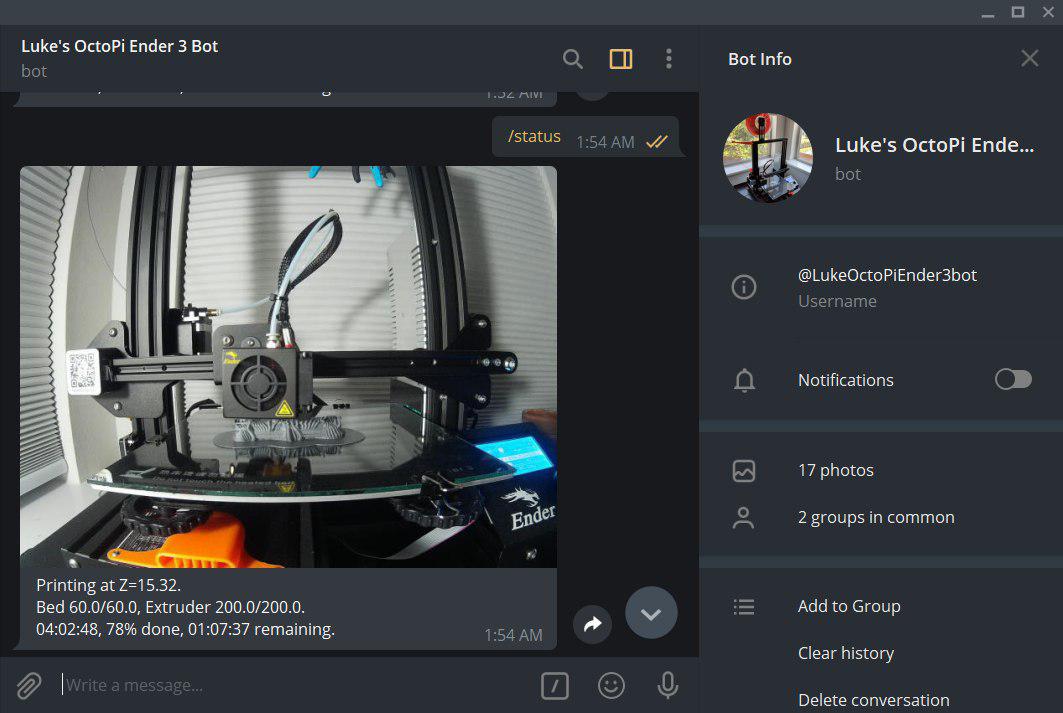 Luke's OctoPi Ender 3 Bot
bot
1:32 AM
/status 1:54 AM
Ender
Printing at Z=15.32.
Bed 60.0/60.0, Extruder 200.0/200.0.
04:02:48, 78% done, 01:07:37 remaining.
1:54 AM
Write a message...
Bot Info
Luke's OctoPi Ende...
bot
@LukeOctoPiEnder3bot
Username
Notifications
17 photos
2 groups in common
Add to Group
Clear history
Delete conversation